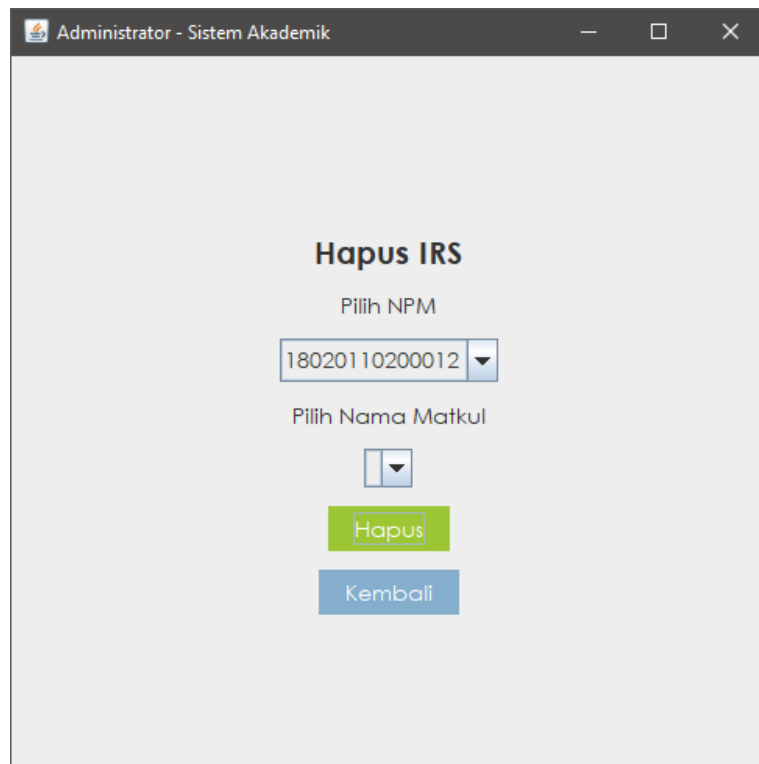 Administrator - Sistem Akademik
Hapus IRS
Pilih NPM
18020110200012
Pilih Nama Matkul
Hapus
Kembali